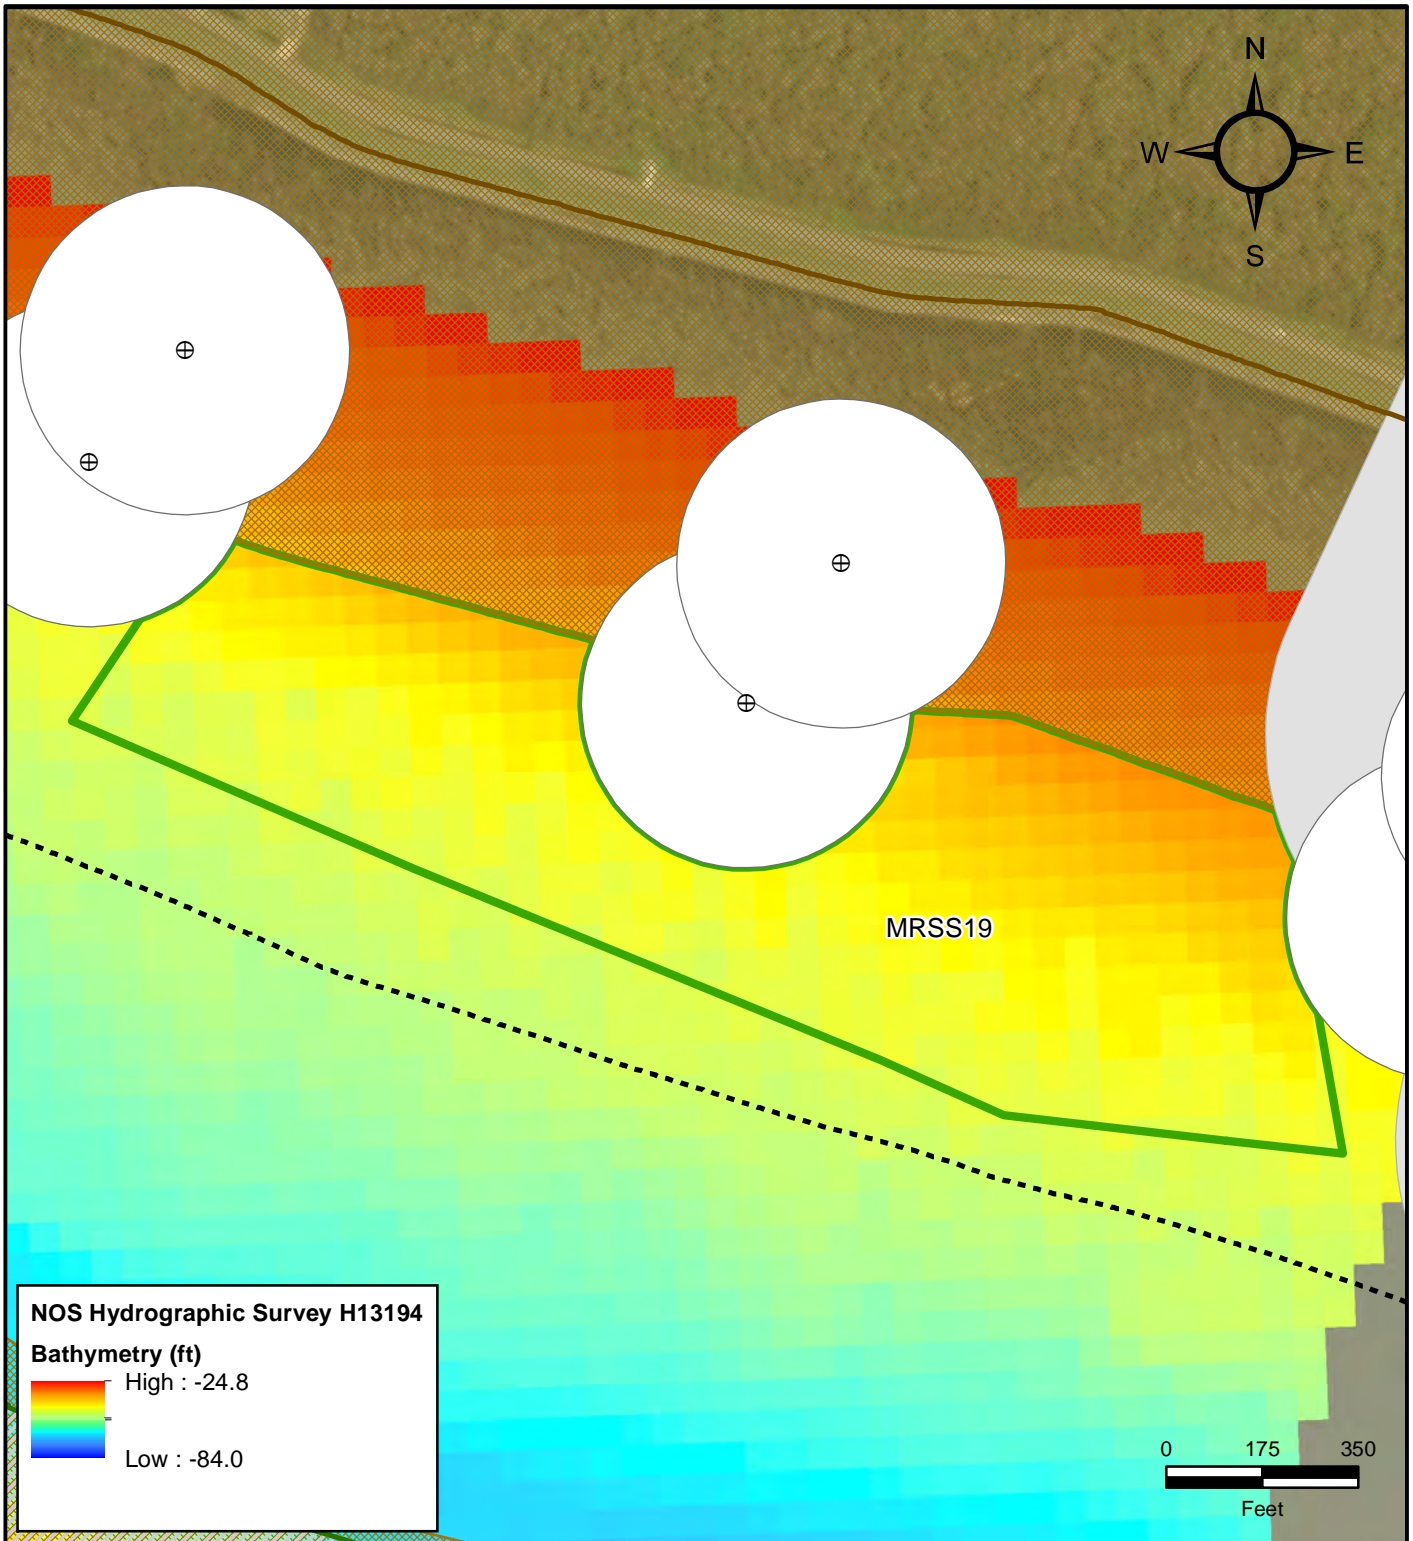 N
W E
S
MRSS19
NOS Hydrographic Survey H13194
Bathymetry (ft)
High : -24.8
Low : -84.0
0 175 350
Feet